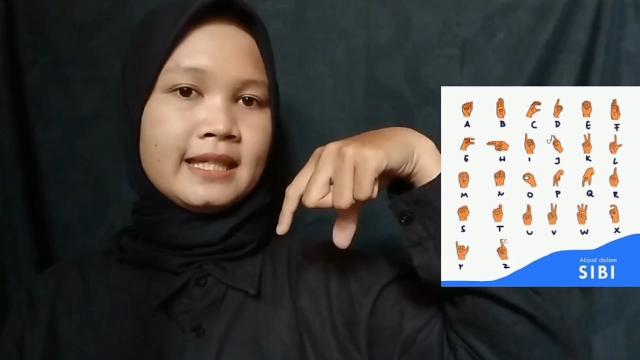 A B C D E F
G H I J K L
M N O P Q R
S T U V W X
Y Z
Abjad dalam
SIBI